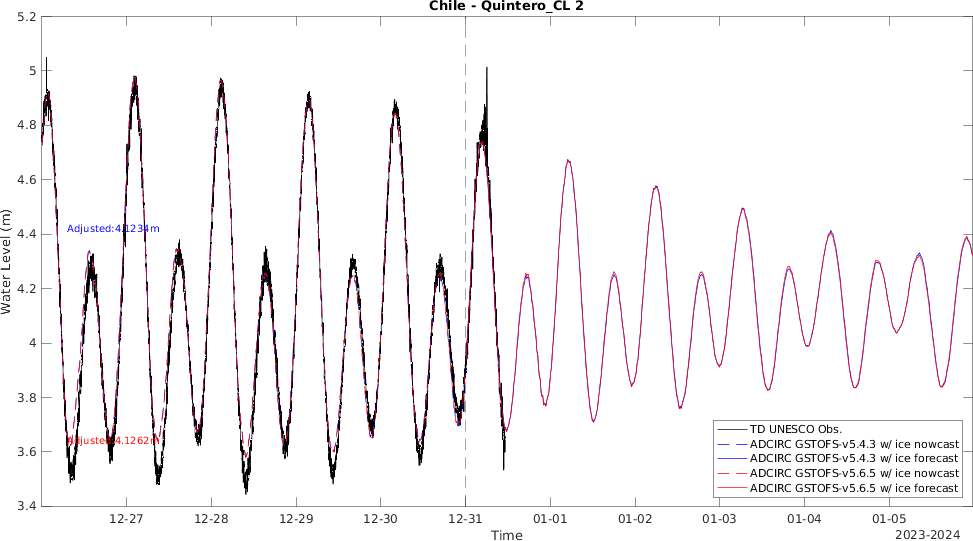 Chile - Quintero_CL 2
Water Level (m)
5.2
5
4.8
4.6
4.4
4.2
4
3.8
3.6
3.4
Adjusted:4.1234m
Adjusted:4.1262m
TD UNESCO Obs.
ADCIRC GSTOFS-v5.4.3 w/ ice nowcast
ADCIRC GSTOFS-v5.4.3 w/ ice forecast
ADCIRC GSTOFS-v5.6.5 w/ ice nowcast
ADCIRC GSTOFS-v5.6.5 w/ ice forecast
12-27 12-28 12-29 12-30 12-31 01-01 01-02 01-03 01-04 01-05
Time
2023-2024